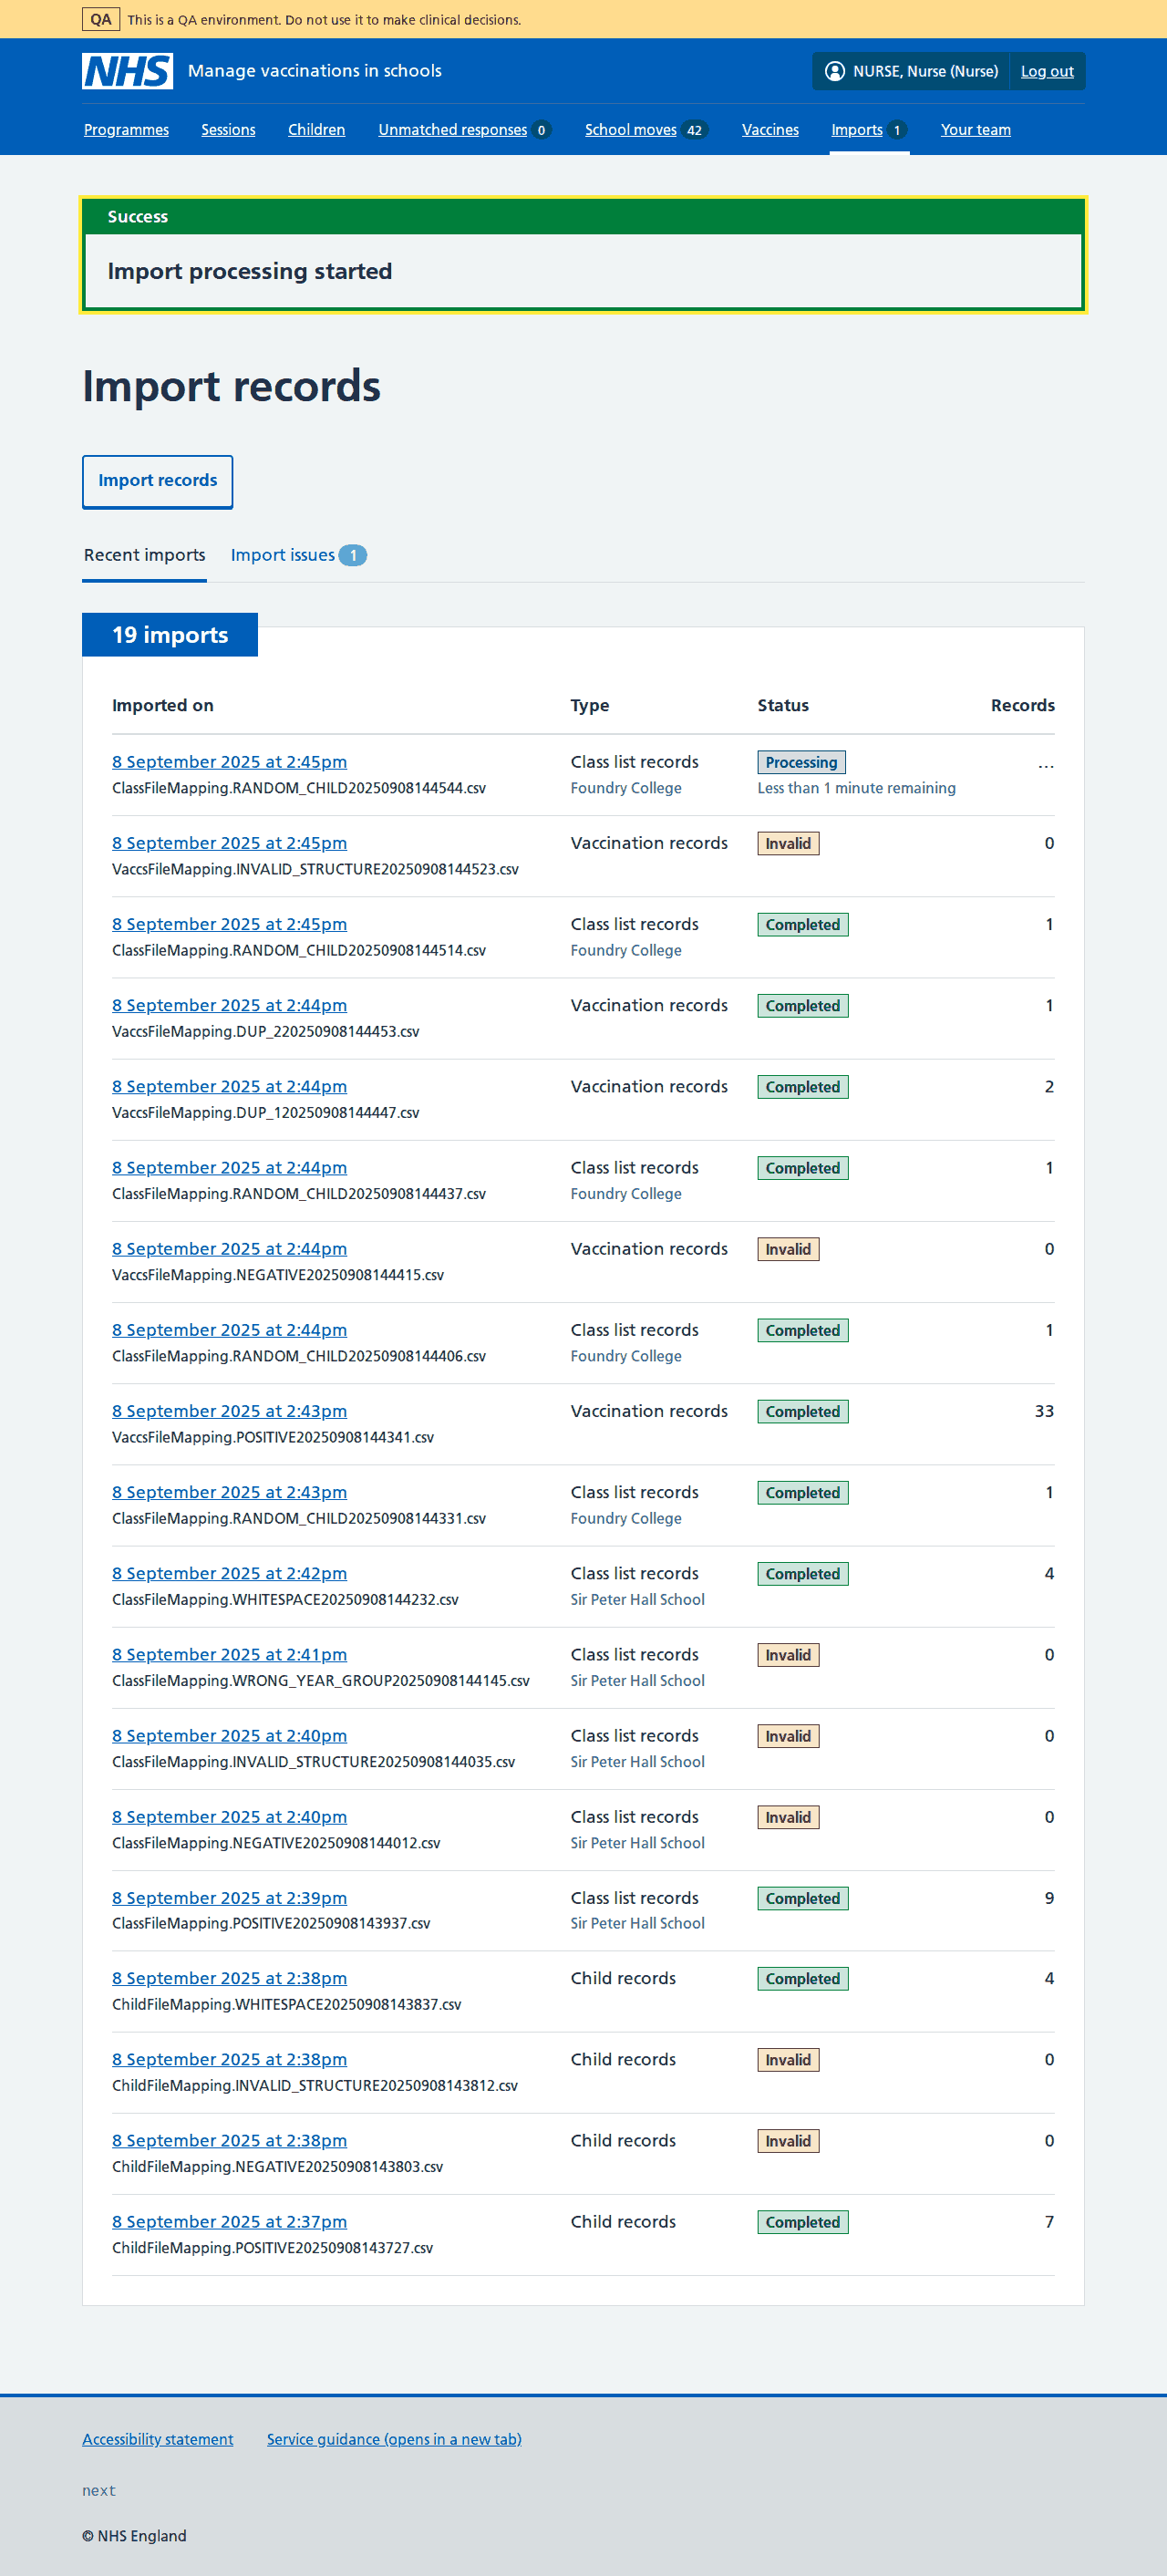 QA This is a QA environment. Do not use it to make clinical decisions.
NHS Manage vaccinations in schools NURSE, Nurse (Nurse) Log out
Programmes Sessions Children Unmatched responses 0 School moves 42 Vaccines Imports 1 Your team
Success
Import processing started
Import records
Import records
Recent imports Import issues 1
19 imports
Imported on Type Status Records
8 September 2025 at 2:45pm Class list records Processing ...
ClassFileMapping.RANDOM_CHILD20250908144544.csv Foundry College Less than 1 minute remaining
8 September 2025 at 2:45pm Vaccination records Invalid 0
VaccsFileMapping.INVALID_STRUCTURE20250908144523.csv
8 September 2025 at 2:45pm Class list records Completed 1
ClassFileMapping.RANDOM_CHILD20250908144514.csv Foundry College
8 September 2025 at 2:44pm Vaccination records Completed 1
VaccsFileMapping.DUP_220250908144453.csv
8 September 2025 at 2:44pm Vaccination records Completed 2
VaccsFileMapping.DUP_120250908144447.csv
8 September 2025 at 2:44pm Class list records Completed 1
ClassFileMapping.RANDOM_CHILD20250908144437.csv Foundry College
8 September 2025 at 2:44pm Vaccination records Invalid 0
VaccsFileMapping.NEGATIVE20250908144415.csv
8 September 2025 at 2:44pm Class list records Completed 1
ClassFileMapping.RANDOM_CHILD20250908144406.csv Foundry College
8 September 2025 at 2:43pm Vaccination records Completed 33
VaccsFileMapping.POSITIVE20250908144341.csv
8 September 2025 at 2:43pm Class list records Completed 1
ClassFileMapping.RANDOM_CHILD20250908144331.csv Foundry College
8 September 2025 at 2:42pm Class list records Completed 4
ClassFileMapping.WHITESPACE20250908144232.csv Sir Peter Hall School
8 September 2025 at 2:41pm Class list records Invalid 0
ClassFileMapping.WRONG_YEAR_GROUP20250908144145.csv Sir Peter Hall School
8 September 2025 at 2:40pm Class list records Invalid 0
ClassFileMapping.INVALID_STRUCTURE20250908144035.csv Sir Peter Hall School
8 September 2025 at 2:40pm Class list records Invalid 0
ClassFileMapping.NEGATIVE20250908144012.csv Sir Peter Hall School
8 September 2025 at 2:39pm Class list records Completed 9
ClassFileMapping.POSITIVE20250908143937.csv Sir Peter Hall School
8 September 2025 at 2:38pm Child records Completed 4
ChildFileMapping.WHITESPACE20250908143837.csv
8 September 2025 at 2:38pm Child records Invalid 0
ChildFileMapping.INVALID_STRUCTURE20250908143812.csv
8 September 2025 at 2:38pm Child records Invalid 0
ChildFileMapping.NEGATIVE20250908143803.csv
8 September 2025 at 2:37pm Child records Completed 7
ChildFileMapping.POSITIVE20250908143727.csv
Accessibility statement Service guidance (opens in a new tab)
next
© NHS England